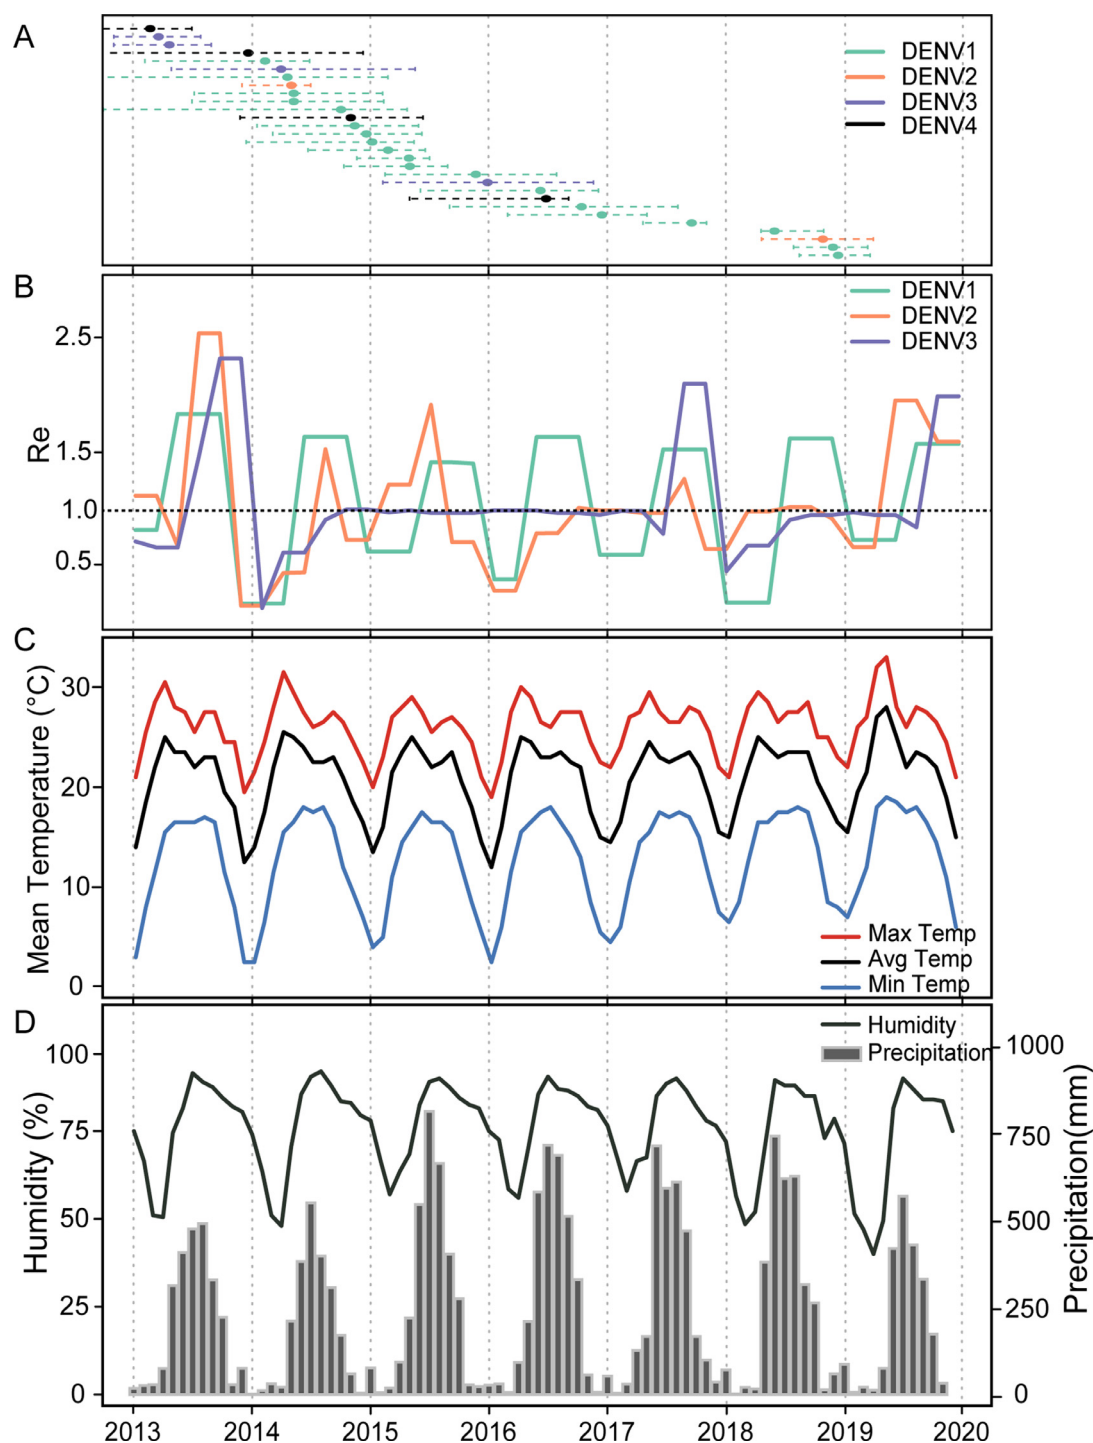 A
DENV1
DENV2
DENV3
DENV4
B
DENV1
DENV2
DENV3
Re
2.5
1.5
1.0
0.5
C
Mean Temperature (°C)
30
20
10
0
Max Temp
Avg Temp
Min Temp
D
Humidity
Precipitation
Humidity (%)
100
75
50
25
0
Precipitation(mm)
1000
750
500
250
0
2013 2014 2015 2016 2017 2018 2019 2020